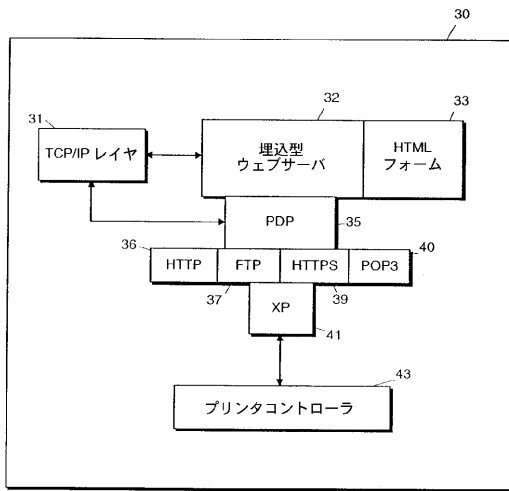 30
31
32
33
TCP/IP レイヤ
埋込型
ウェブサーバ
HTML
フォーム
PDP
35
36
40
HTTP
FTP
HTTPS
POP3
37
39
XP
41
43
プリンタコントローラ